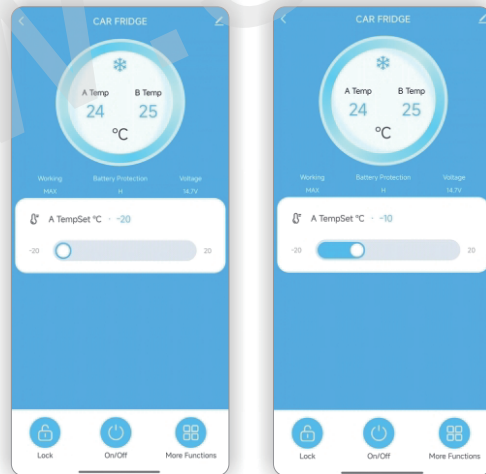 CAR FRIDGE
A Temp B Temp
24 25
°C
Working Battery Protection Voltage
MAX H 14.7V
A TempSet °C · -20
-20 20
Lock On/Off More Functions
CAR FRIDGE
A Temp B Temp
24 25
°C
Working Battery Protection Voltage
MAX H 14.7V
A TempSet °C · -10
-20 20
Lock On/Off More Functions